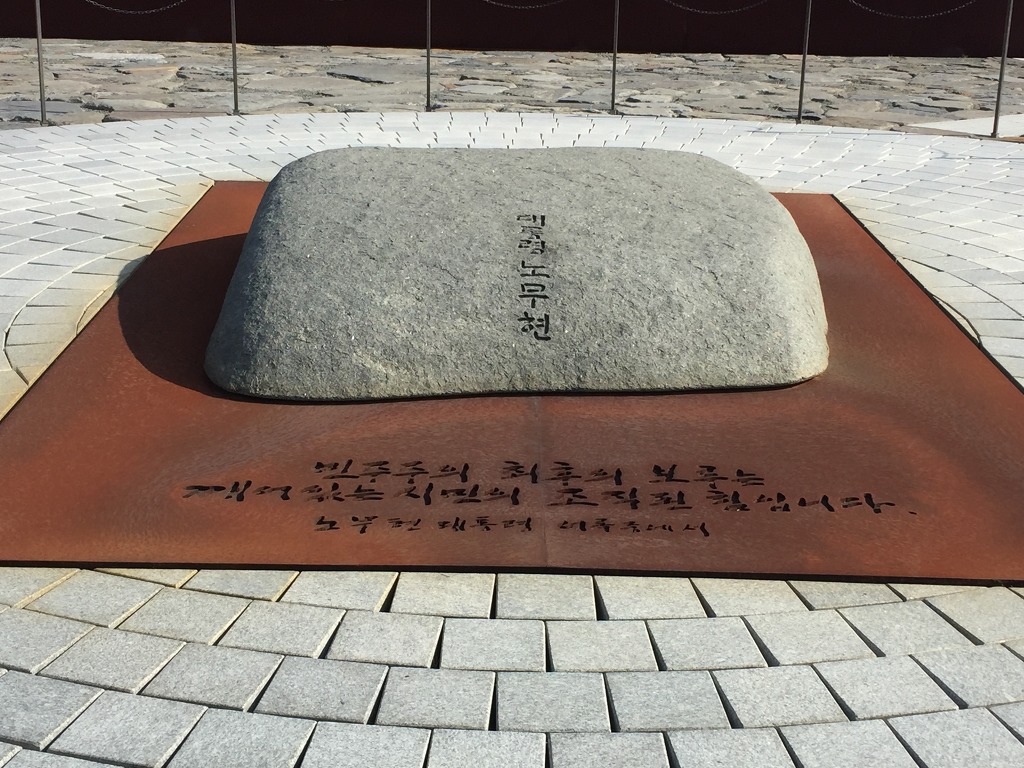 대통령 노무현
민주주의 최후의 보루는
깨어있는 시민의 조직된 힘입니다.
노무현 대통령 어록중에서